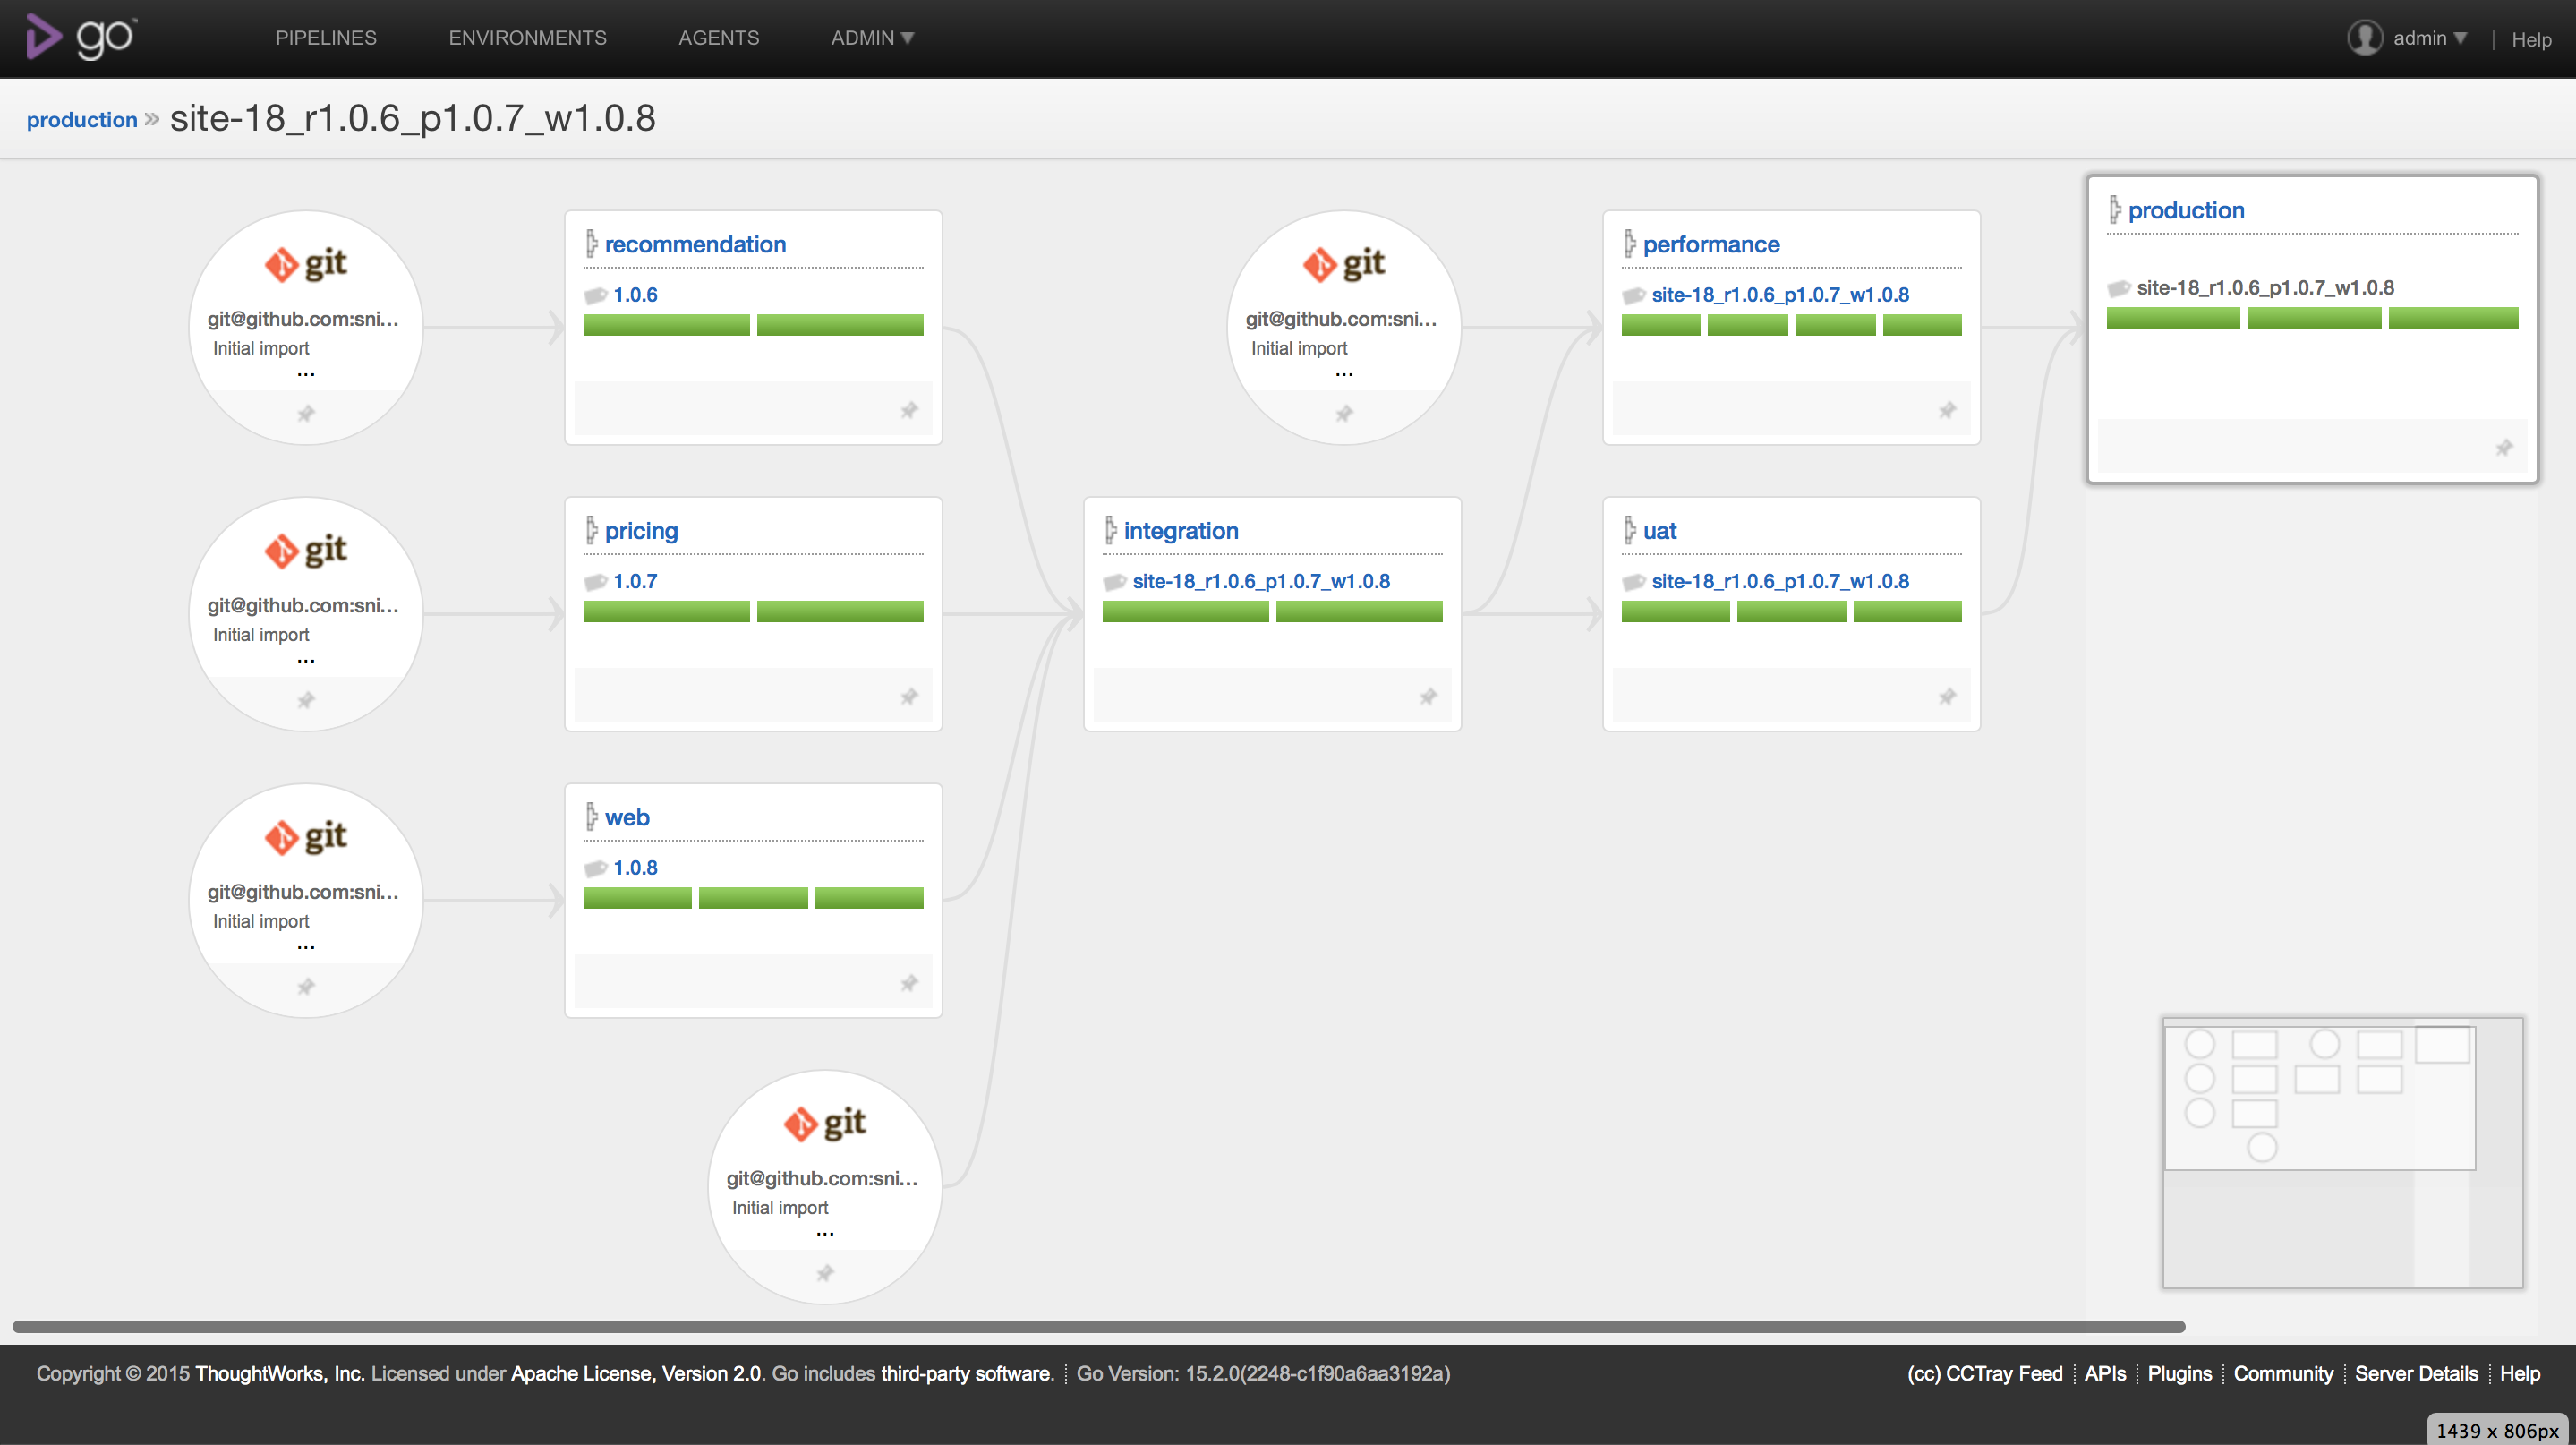 go™
PIPELINES ENVIRONMENTS AGENTS ADMIN
admin | Help
production » site-18_r1.0.6_p1.0.7_w1.0.8
git
git@github.com:sni...
Initial import
...
recommendation
1.0.6
git
git@github.com:sni...
Initial import
...
performance
site-18_r1.0.6_p1.0.7_w1.0.8
production
site-18_r1.0.6_p1.0.7_w1.0.8
git
git@github.com:sni...
Initial import
...
pricing
1.0.7
integration
site-18_r1.0.6_p1.0.7_w1.0.8
uat
site-18_r1.0.6_p1.0.7_w1.0.8
git
git@github.com:sni...
Initial import
...
web
1.0.8
git
git@github.com:sni...
Initial import
...
Copyright © 2015 ThoughtWorks, Inc. Licensed under Apache License, Version 2.0. Go includes third-party software. Go Version: 15.2.0(2248-c1f90a6aa3192a)
(cc) CCTray Feed APIs Plugins Community Server Details Help
1439 x 806px